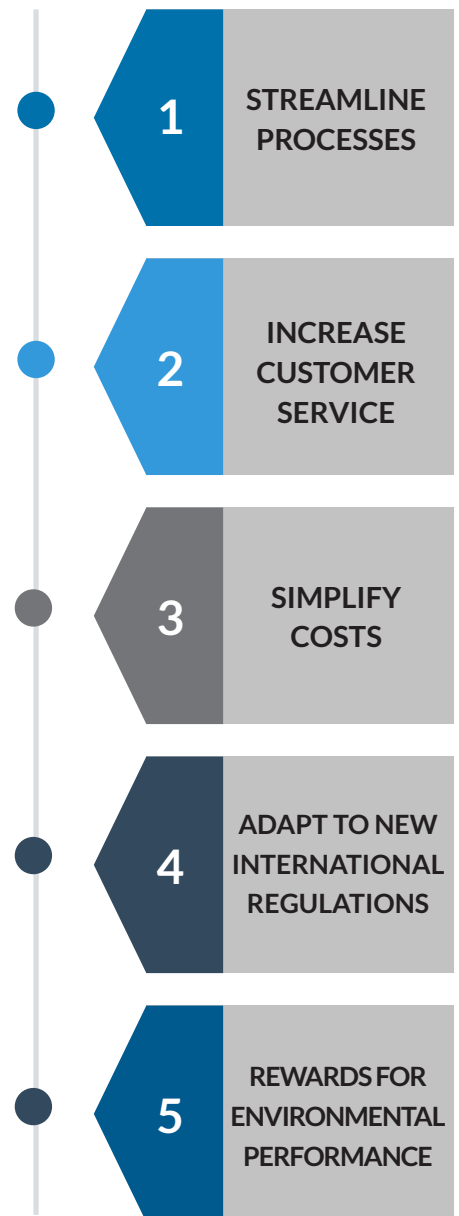 1
STREAMLINE
PROCESSES
2
INCREASE
CUSTOMER
SERVICE
3
SIMPLIFY
COSTS
4
ADAPT TO NEW
INTERNATIONAL
REGULATIONS
5
REWARDS FOR
ENVIRONMENTAL
PERFORMANCE